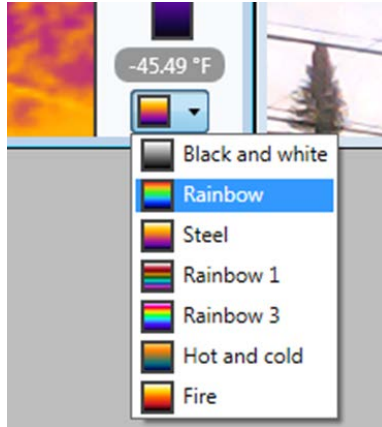 -45.49 °F
Black and white
Rainbow
Steel
Rainbow 1
Rainbow 3
Hot and cold
Fire